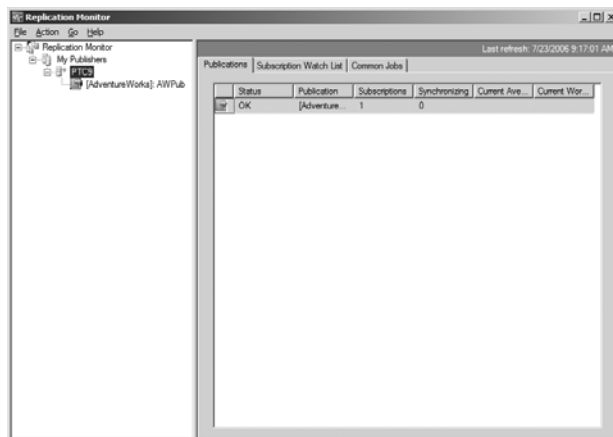 Replication Monitor
File Action Go Help
Replication Monitor
My Publishers
PTC9
[AdventureWorks]: AWPub
Last refresh: 7/23/2006 9:17:01 AM
Publications Subscription Watch List Common Jobs
Status Publication Subscriptions Synchronizing Current Ave... Current Wor...
OK [Adventure... 1 0